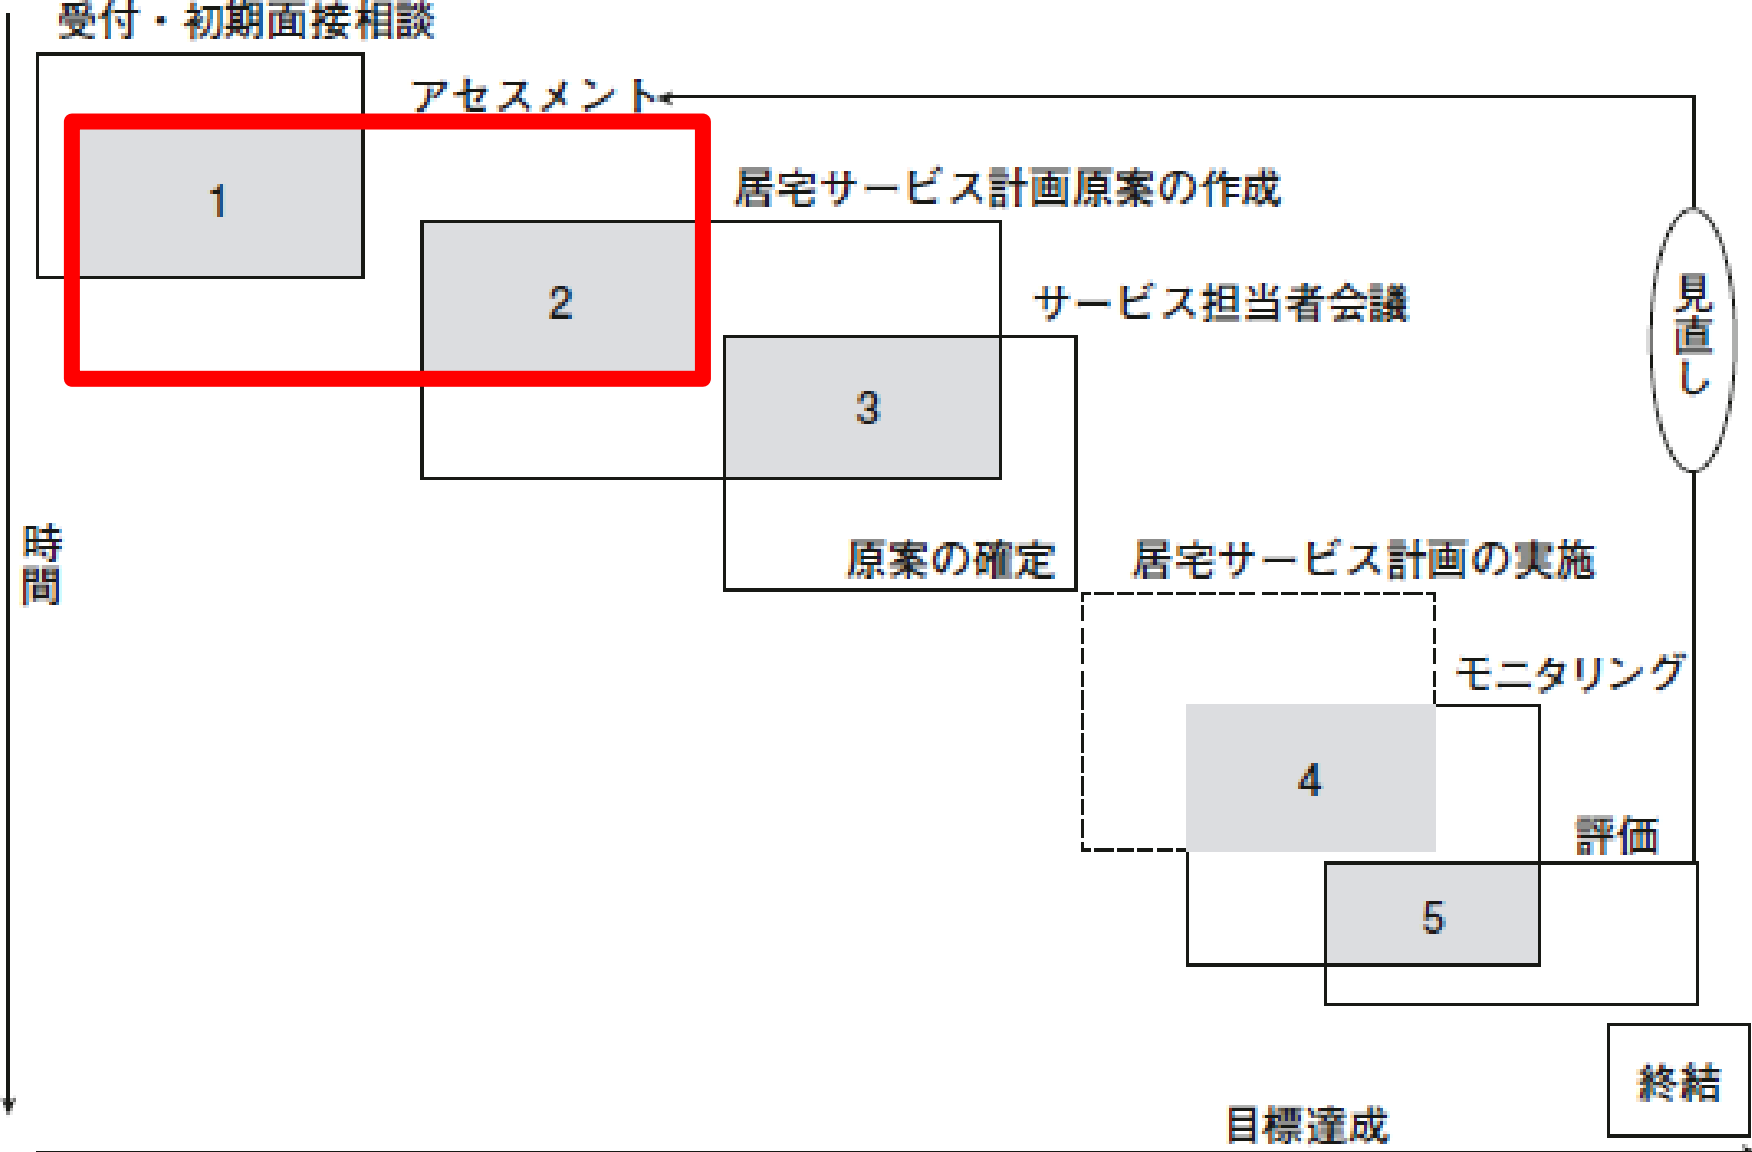 受付・初期面接相談
アセスメント
1
居宅サービス計画原案の作成
2
サービス担当者会議
見直し
3
時間
原案の確定
居宅サービス計画の実施
モニタリング
4
評価
5
終結
目標達成